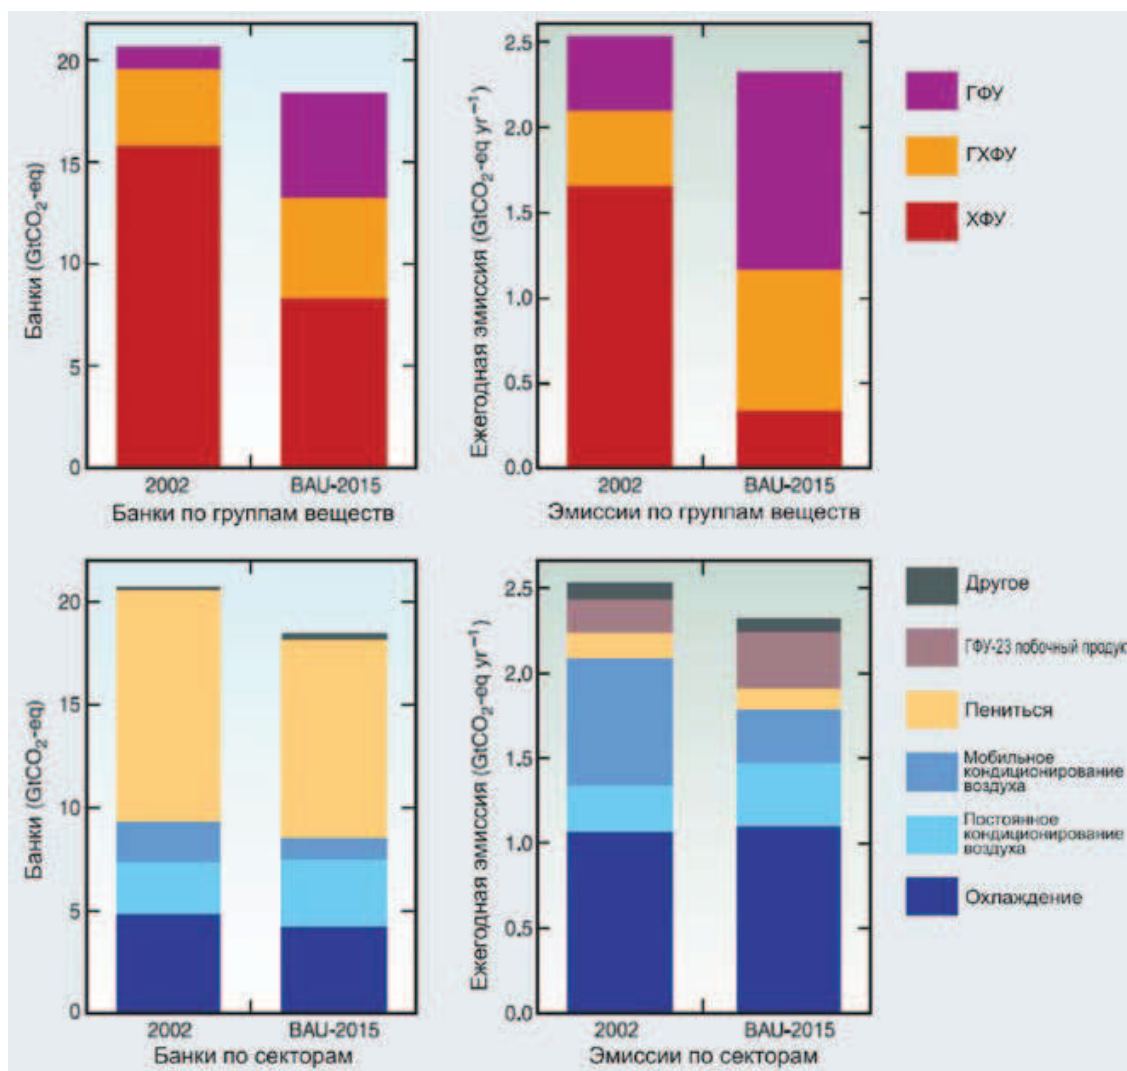 20
15
10
5
0
Банки (GtCO₂-eq)
2002 BAU-2015
Банки по группам веществ
2.5
2.0
1.5
1.0
0.5
0.0
Ежегодная эмиссия (GtCO₂-eq yr⁻¹)
2002 BAU-2015
Эмиссии по группам веществ
ГФУ
ГХФУ
ХФУ
20
15
10
5
0
Банки (GtCO₂-eq)
2002 BAU-2015
Банки по секторам
2.5
2.0
1.5
1.0
0.5
0.0
Ежегодная эмиссия (GtCO₂-eq yr⁻¹)
2002 BAU-2015
Эмиссии по секторам
Другое
ГФУ-23 побочный продукт
Пениться
Мобильное
кондиционирование
воздуха
Постоянное
кондиционирование
воздуха
Охлаждение